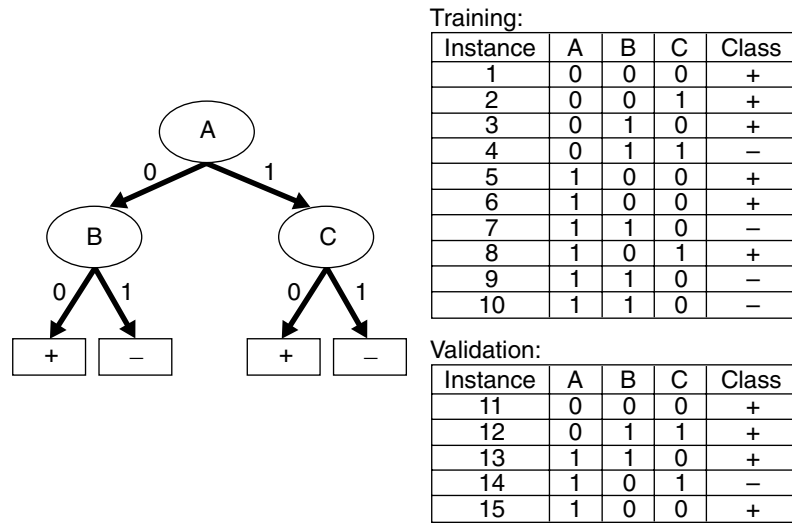 A
0 1
B C
0 1 0 1
+ − + −
Training:
Instance A B C Class
1 0 0 0 +
2 0 0 1 +
3 0 1 0 +
4 0 1 1 −
5 1 0 0 +
6 1 0 0 +
7 1 1 0 −
8 1 0 1 +
9 1 1 0 −
10 1 1 0 −
Validation:
Instance A B C Class
11 0 0 0 +
12 0 1 1 +
13 1 1 0 +
14 1 0 1 −
15 1 0 0 +